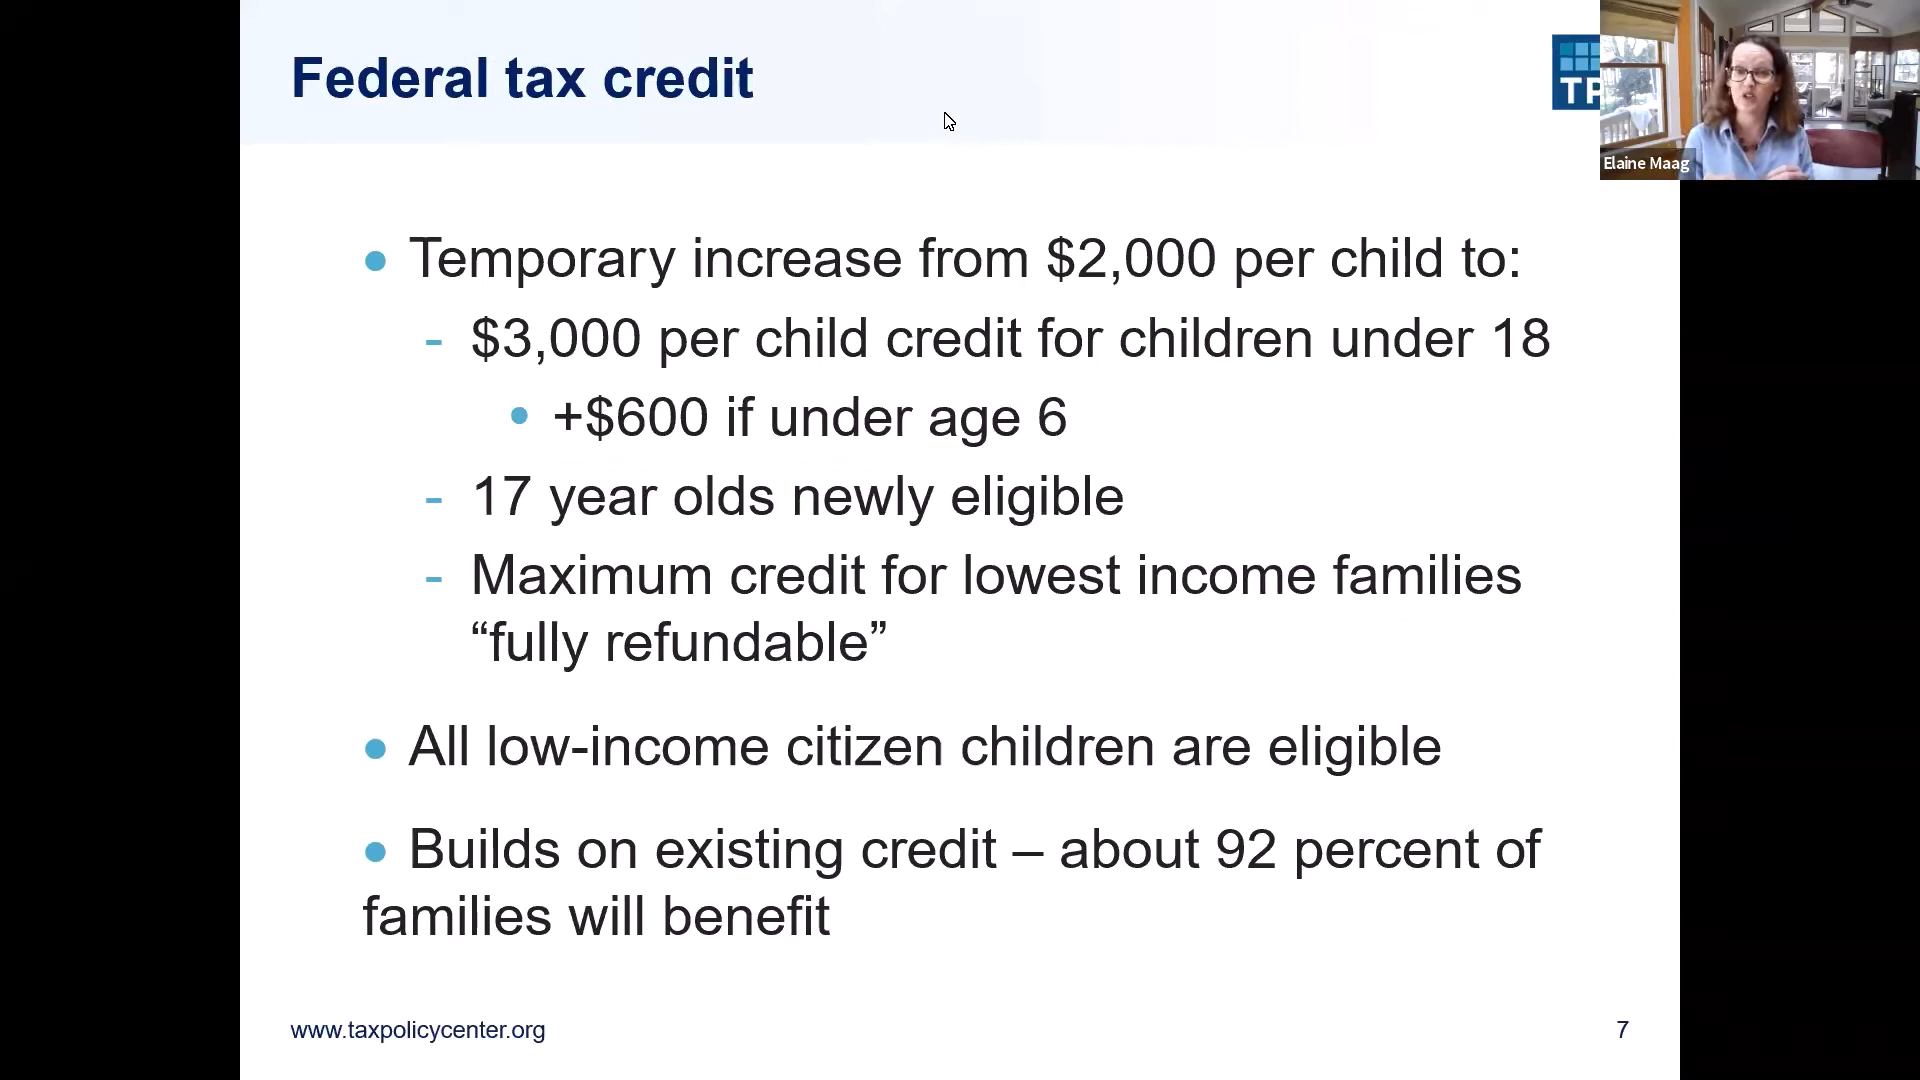 Federal tax credit
TP
Elaine Maag
• Temporary increase from $2,000 per child to:
- $3,000 per child credit for children under 18
• +$600 if under age 6
- 17 year olds newly eligible
- Maximum credit for lowest income families
“fully refundable”
• All low-income citizen children are eligible
• Builds on existing credit – about 92 percent of
families will benefit
www.taxpolicycenter.org
7